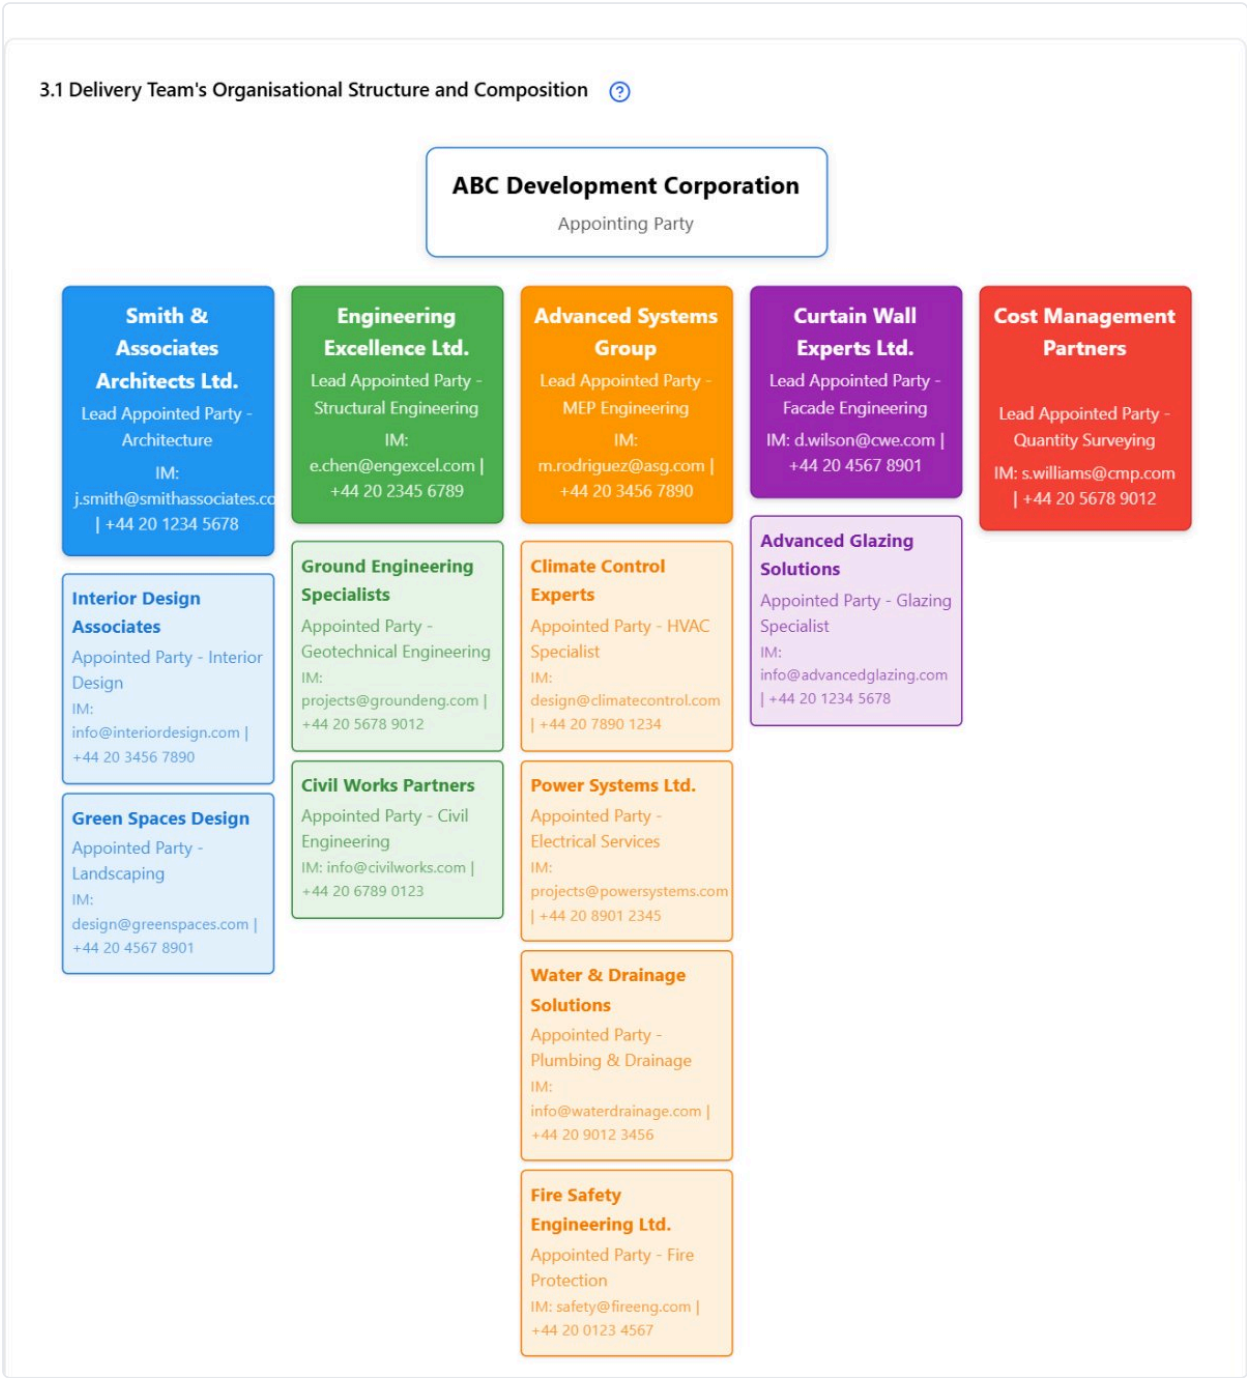 3.1 Delivery Team's Organisational Structure and Composition
?
ABC Development Corporation
Appointing Party
Smith &
Associates
Architects Ltd.
Lead Appointed Party -
Architecture
IM:
j.smith@smithassociates.co
| +44 20 1234 5678
Interior Design
Associates
Appointed Party - Interior
Design
IM:
info@interiordesign.com |
+44 20 3456 7890
Green Spaces Design
Appointed Party -
Landscaping
IM:
design@greenspaces.com |
+44 20 4567 8901
Engineering
Excellence Ltd.
Lead Appointed Party -
Structural Engineering
IM:
e.chen@engexcel.com |
+44 20 2345 6789
Ground Engineering
Specialists
Appointed Party -
Geotechnical Engineering
IM:
projects@groundeng.com |
+44 20 5678 9012
Civil Works Partners
Appointed Party - Civil
Engineering
IM: info@civilworks.com |
+44 20 6789 0123
Advanced Systems
Group
Lead Appointed Party -
MEP Engineering
IM:
m.rodriguez@asg.com |
+44 20 3456 7890
Climate Control
Experts
Appointed Party - HVAC
Specialist
IM:
design@climatecontrol.com
| +44 20 7890 1234
Power Systems Ltd.
Appointed Party -
Electrical Services
IM:
projects@powersystems.com
| +44 20 8901 2345
Water & Drainage
Solutions
Appointed Party -
Plumbing & Drainage
IM:
info@waterdrainage.com |
+44 20 9012 3456
Fire Safety
Engineering Ltd.
Appointed Party - Fire
Protection
IM: safety@fireeng.com |
+44 20 0123 4567
Curtain Wall
Experts Ltd.
Lead Appointed Party -
Facade Engineering
IM: d.wilson@cwe.com |
+44 20 4567 8901
Advanced Glazing
Solutions
Appointed Party - Glazing
Specialist
IM:
info@advancedglazing.com
| +44 20 1234 5678
Cost Management
Partners
Lead Appointed Party -
Quantity Surveying
IM: s.williams@cmp.com
| +44 20 5678 9012